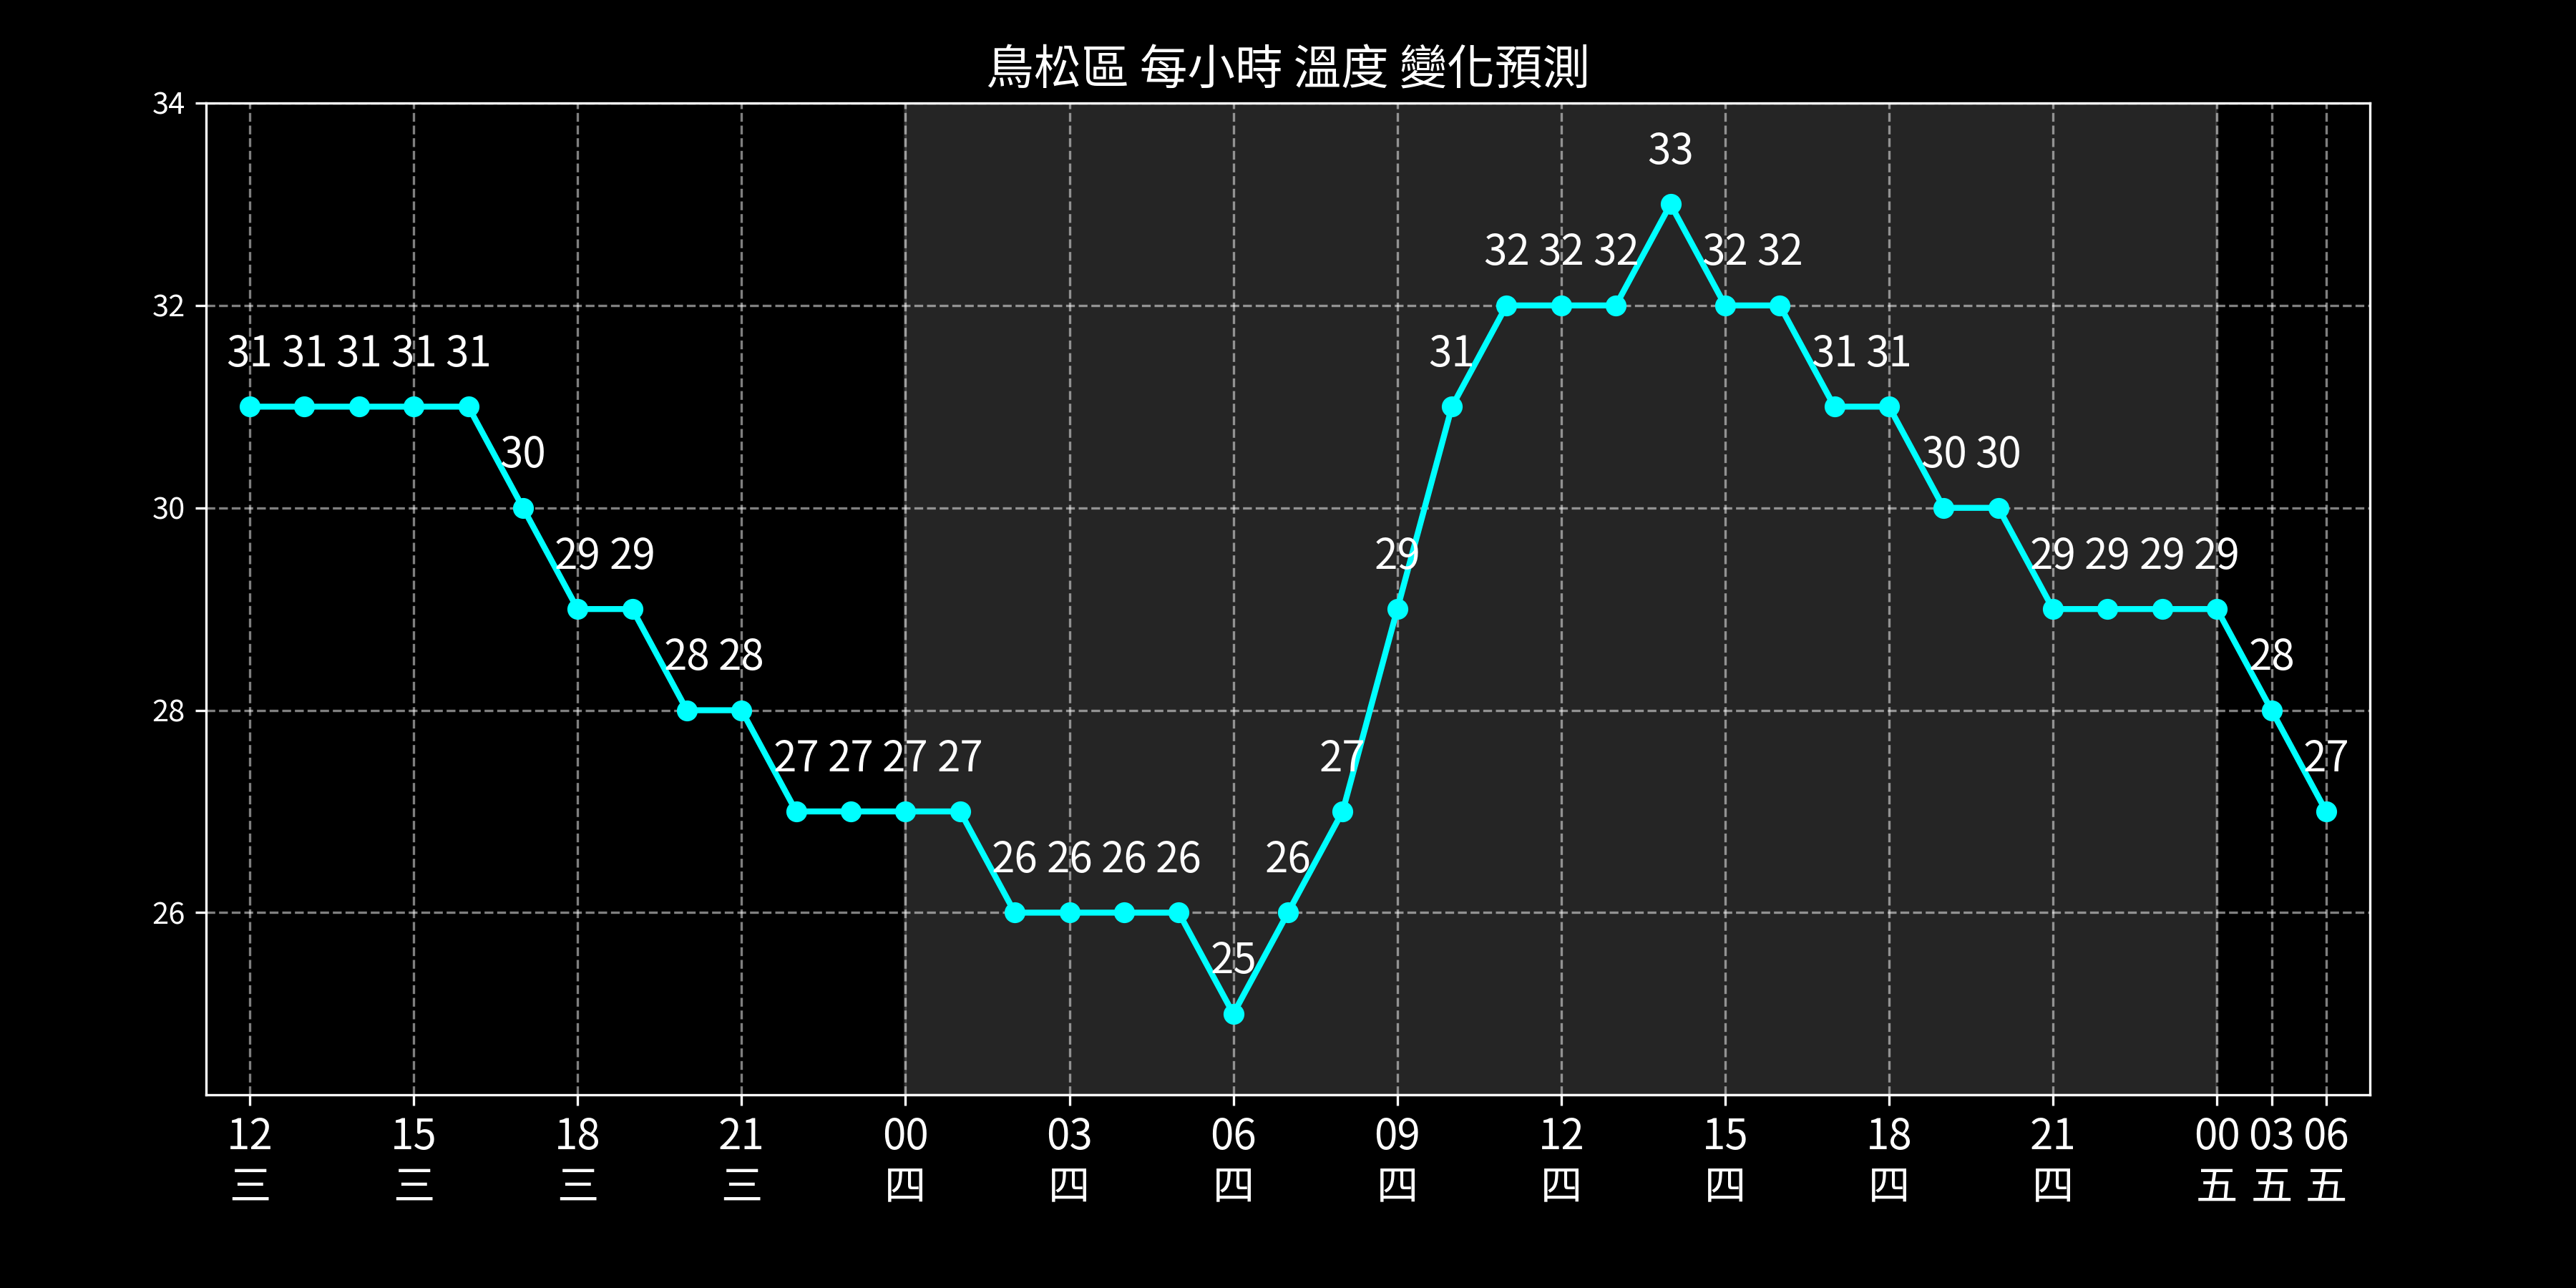 鳥松區 每小時 溫度 變化預測
34
33
32 32 32 32 32
32
31 31 31 31 31 31 31 31
30 30 30
30
29 29 29 29 29 29 29
28 28 28
28
27 27 27 27 27 27
26 26 26 26 26
26
25
12 15 18 21 00 03 06 09 12 15 18 21 00 03 06
三 三 三 三 四 四 四 四 四 四 四 四 五 五 五